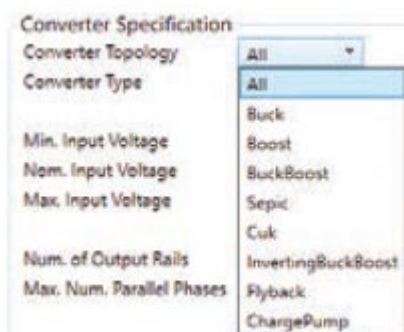 Converter Specification
Converter Topology All
Converter Type All
Buck
Min. Input Voltage Boost
Nom. Input Voltage BuckBoost
Max. Input Voltage Sepic
Cuk
Num. of Output Rails InvertingBuckBoost
Max. Num. Parallel Phases Flyback
ChargePump